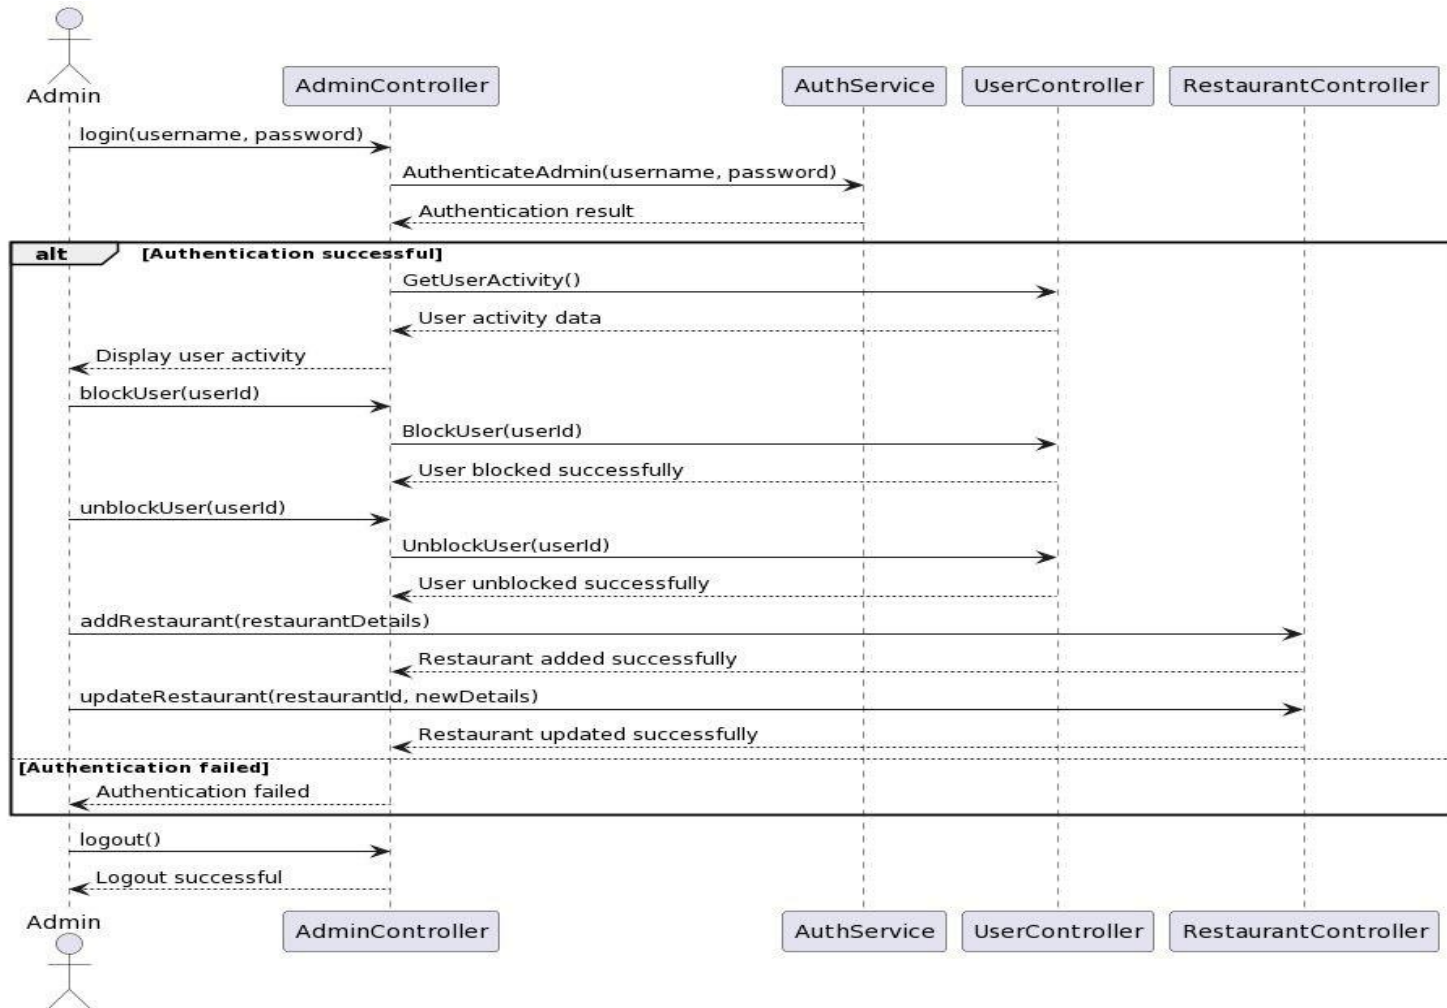 Admin
AdminController
AuthService
UserController
RestaurantController
login(username, password)
AuthenticateAdmin(username, password)
Authentication result
alt [Authentication successful]
GetUserActivity()
User activity data
Display user activity
blockUser(userId)
BlockUser(userId)
User blocked successfully
unblockUser(userId)
UnblockUser(userId)
User unblocked successfully
addRestaurant(restaurantDetails)
Restaurant added successfully
updateRestaurant(restaurantId, newDetails)
Restaurant updated successfully
[Authentication failed]
Authentication failed
logout()
Logout successful
Admin
AdminController
AuthService
UserController
RestaurantController